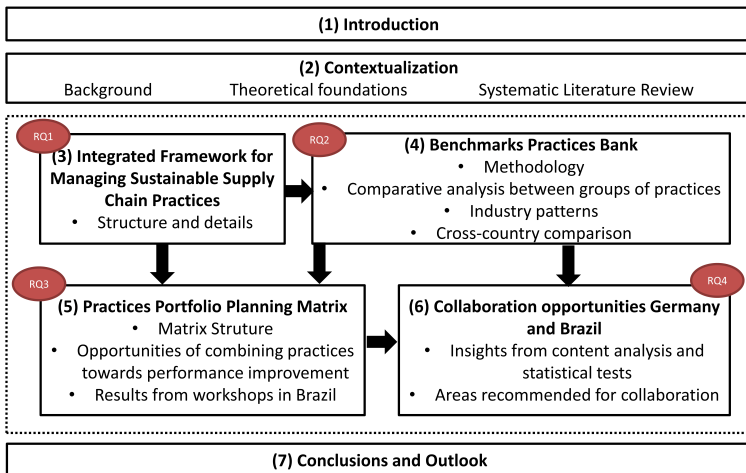 (1) Introduction
(2) Contextualization
Background Theoretical foundations Systematic Literature Review
RQ1
(3) Integrated Framework for
Managing Sustainable Supply
Chain Practices
• Structure and details
RQ2
(4) Benchmarks Practices Bank
• Methodology
• Comparative analysis between groups of practices
• Industry patterns
• Cross-country comparison
RQ3
(5) Practices Portfolio Planning Matrix
• Matrix Struture
• Opportunities of combining practices
towards performance improvement
• Results from workshops in Brazil
RQ4
(6) Collaboration opportunities Germany
and Brazil
• Insights from content analysis and
statistical tests
• Areas recommended for collaboration
(7) Conclusions and Outlook